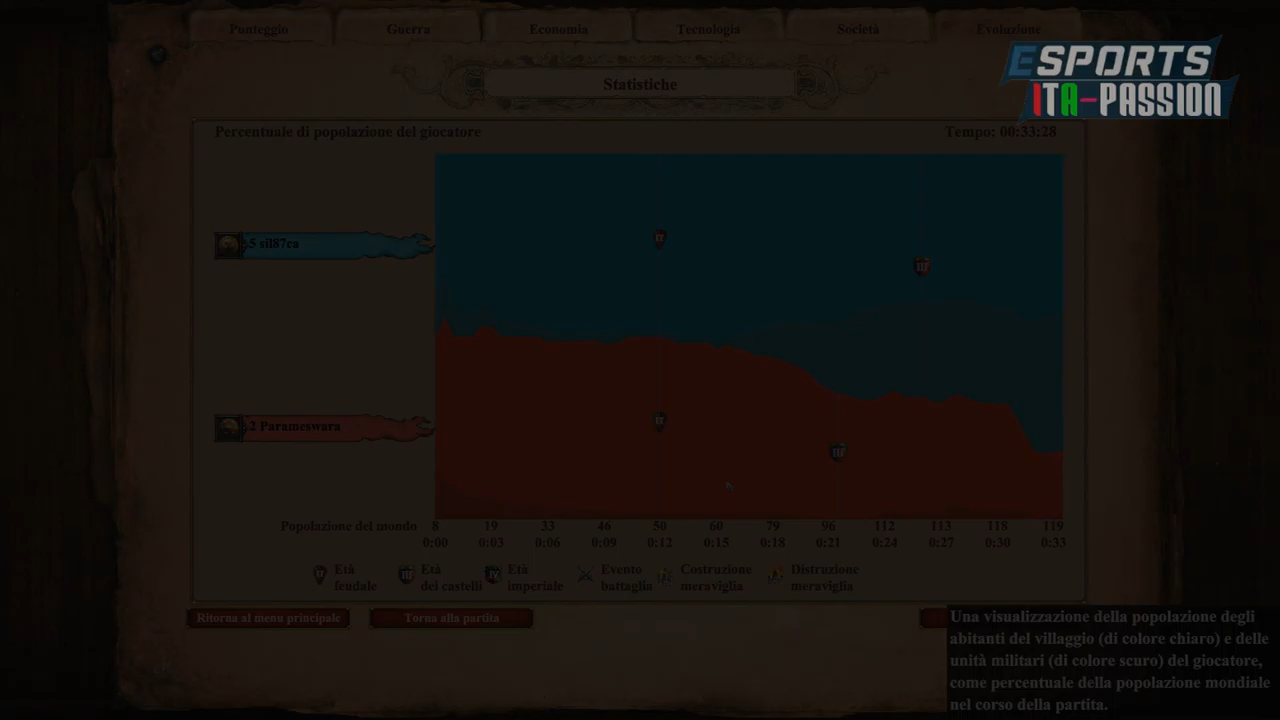 Punteggio Guerra Economia Tecnologia Società Evoluzione
ESPORTS
ITA-PASSION
Statistiche
Percentuale di popolazione del giocatore Tempo: 00:33:28
IV
III
5 sil87ca
2 Parameswara
III
Popolazione del mondo 8 19 33 46 50 60 79 96 112 113 118 119
0:00 0:03 0:06 0:09 0:12 0:15 0:18 0:21 0:24 0:27 0:30 0:33
Età feudale
III Età dei castelli
IV Età imperiale
Evento battaglia
Costruzione meraviglia
Distruzione meraviglia
Ritorna al menu principale Torna alla partita
Una visualizzazione della popolazione degli
abitanti del villaggio (di colore chiaro) e delle
unità militari (di colore scuro) del giocatore,
come percentuale della popolazione mondiale
nel corso della partita.